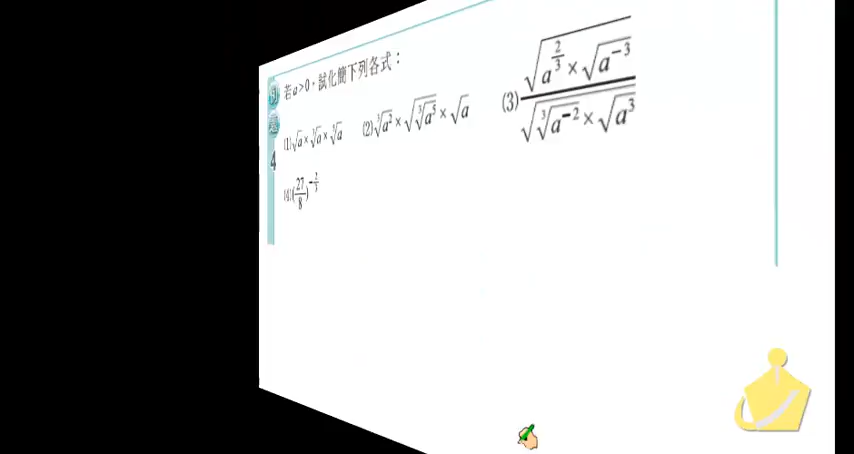 例題 4
若 a > 0，試化簡下列各式：
(1) √a × ∛a × ∛a (2) ∛(a²) × √(∛(a⁵)) × √a (3) √(a^(2/3) × √(a⁻³)) / √(∛(a⁻²) × √(a³))
(4) (27/8)^(-2/3)